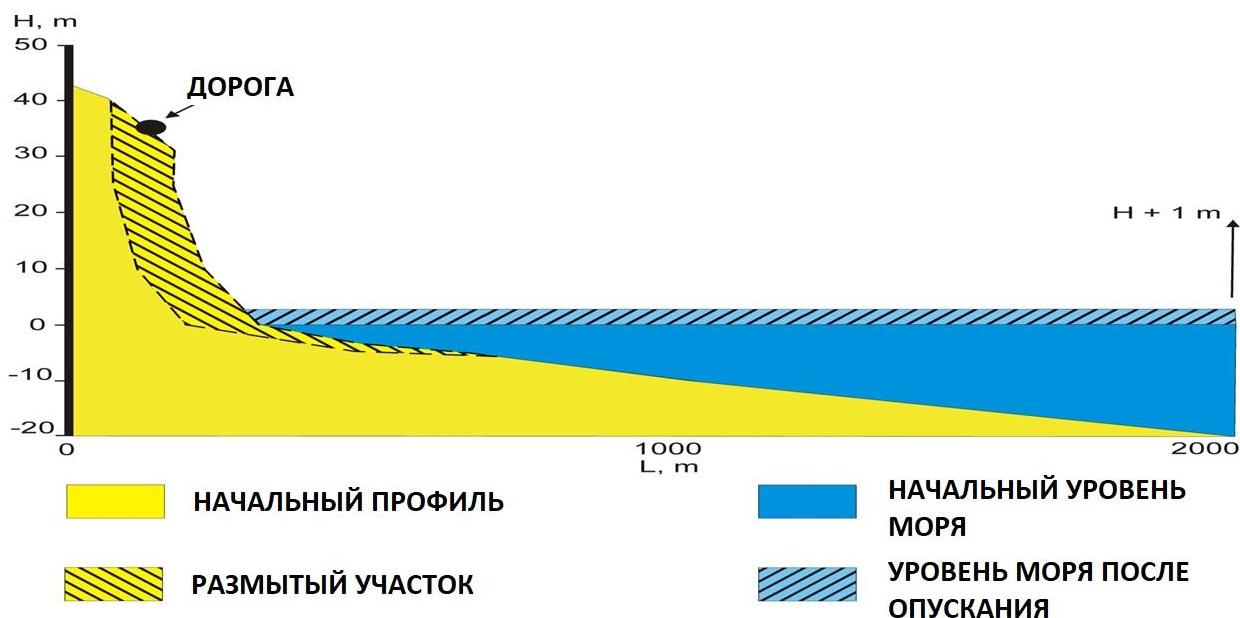 H, m
50
ДОРОГА
40
30
20
H + 1 m
10
0
-10
-20
0
1000
2000
L, m
НАЧАЛЬНЫЙ ПРОФИЛЬ
НАЧАЛЬНЫЙ УРОВЕНЬ
МОРЯ
РАЗМЫТЫЙ УЧАСТОК
УРОВЕНЬ МОРЯ ПОСЛЕ
ОПУСКАНИЯ